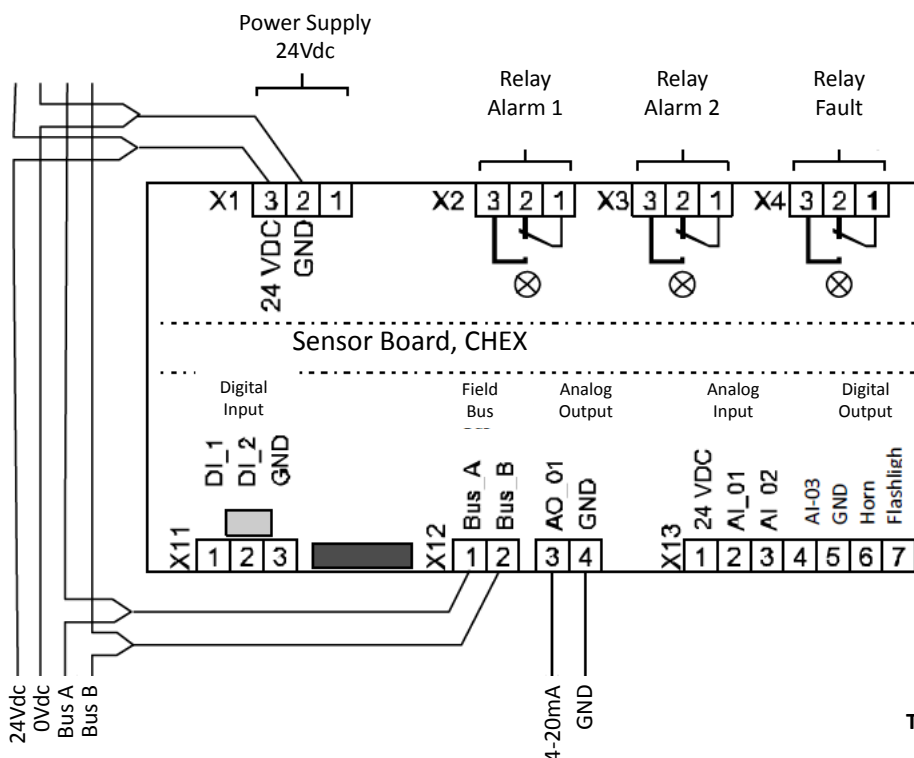 Power Supply
24Vdc
Relay
Alarm 1
Relay
Alarm 2
Relay
Fault
X1 3 2 1
X2 3 2 1
X3 3 2 1
X4 3 2 1
24 VDC
GND
Sensor Board, CHEX
Digital
Input
Field
Bus
Analog
Output
Analog
Input
Digital
Output
DI_1
DI_2
GND
Bus_A
Bus_B
AO_01
GND
24 VDC
AI_01
AI_02
AI-03
GND
Horn
Flashligh
X11 1 2 3
X12 1 2 3 4
X13 1 2 3 4 5 6 7
24Vdc
0Vdc
Bus A
Bus B
4-20mA
GND
T